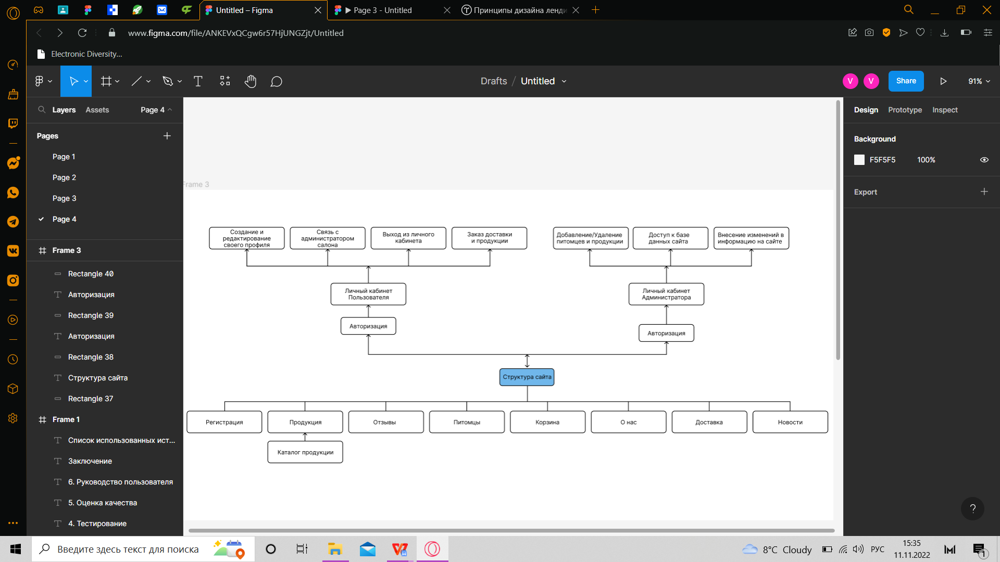 Untitled – Figma
▶ Page 3 - Untitled
Принципы дизайна ленди
www.figma.com/file/ANKEVxQCgw6r57HjUNGZjt/Untitled
Electronic Diversity...
Drafts / Untitled
V
V
Share
91%
Layers
Assets
Page 4
Design
Prototype
Inspect
Pages
Page 1
Page 2
Page 3
Page 4
Background
F5F5F5
100%
Export
Frame 3
Rectangle 40
Авторизация
Rectangle 39
Авторизация
Rectangle 38
Структура сайта
Rectangle 37
Frame 1
Список использованных ист...
Заключение
6. Руководство пользователя
5. Оценка качества
4. Тестирование
Frame 3
Создание и
редактирование
своего профиля
Связь с
администратором
салона
Выход из личного
кабинета
Заказ доставки
и продукции
Добавление/Удаление
питомцев и продукции
Доступ к базе
данных сайта
Внесение изменений в
информацию на сайте
Личный кабинет
Пользователя
Личный кабинет
Администратора
Авторизация
Авторизация
Структура сайта
Регистрация
Продукция
Отзывы
Питомцы
Корзина
О нас
Доставка
Новости
Каталог продукции
?
Введите здесь текст для поиска
8°C Cloudy
РУС
15:35
11.11.2022
1